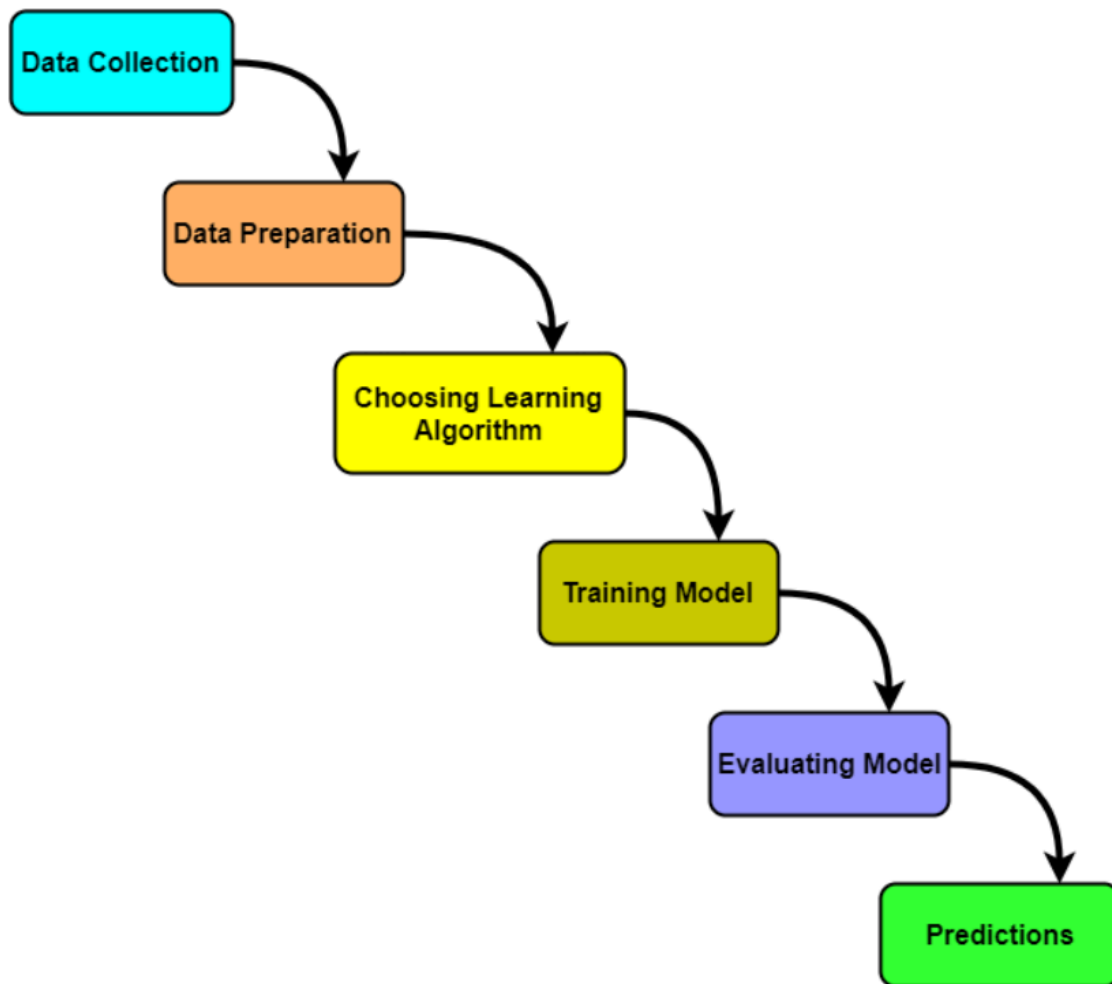 Data Collection
Data Preparation
Choosing Learning
Algorithm
Training Model
Evaluating Model
Predictions